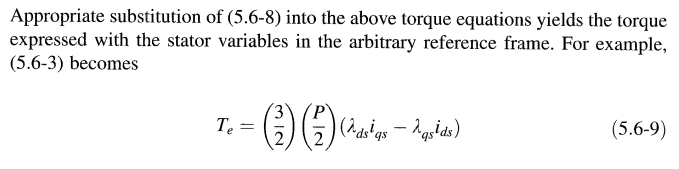 Appropriate substitution of (5.6-8) into the above torque equations yields the torque
expressed with the stator variables in the arbitrary reference frame. For example,
(5.6-3) becomes
T_e = (3/2)(P/2)(λ_ds i_qs − λ_qs i_ds) (5.6-9)